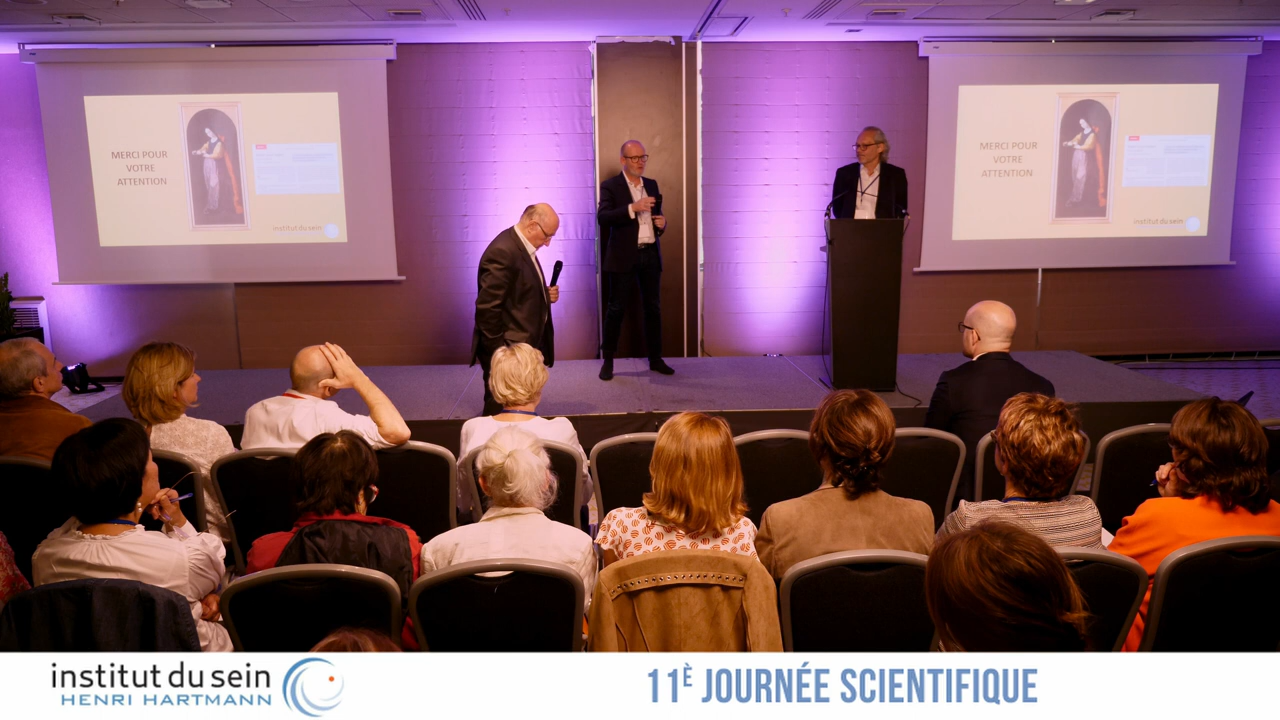 MERCI POUR
VOTRE
ATTENTION
institut du sein
MERCI POUR
VOTRE
ATTENTION
institut du sein
institut du sein
HENRI HARTMANN
11È JOURNÉE SCIENTIFIQUE